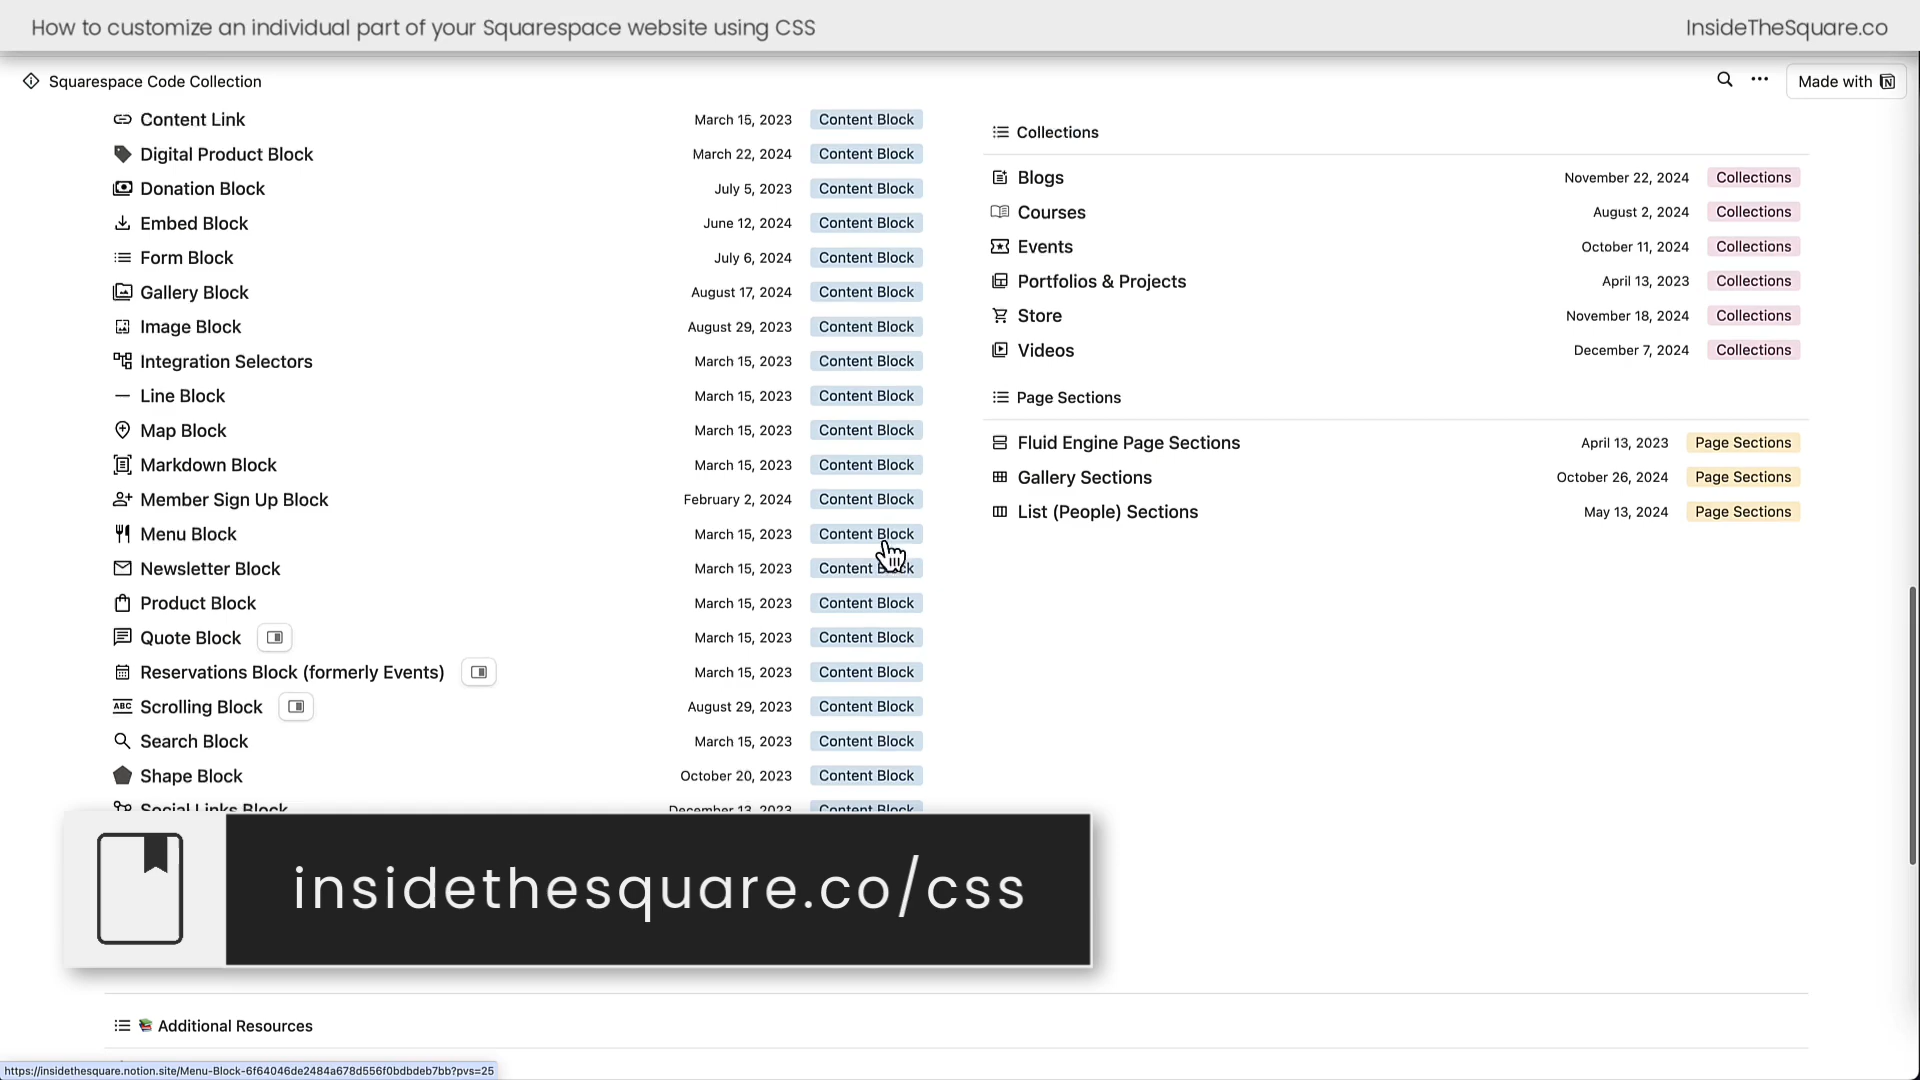 How to customize an individual part of your Squarespace website using CSS
InsideTheSquare.co
Squarespace Code Collection
Made with
Content Link March 15, 2023 Content Block
Digital Product Block March 22, 2024 Content Block
Donation Block July 5, 2023 Content Block
Embed Block June 12, 2024 Content Block
Form Block July 6, 2024 Content Block
Gallery Block August 17, 2024 Content Block
Image Block August 29, 2023 Content Block
Integration Selectors March 15, 2023 Content Block
Line Block March 15, 2023 Content Block
Map Block March 15, 2023 Content Block
Markdown Block March 15, 2023 Content Block
Member Sign Up Block February 2, 2024 Content Block
Menu Block March 15, 2023 Content Block
Newsletter Block March 15, 2023 Content Block
Product Block March 15, 2023 Content Block
Quote Block March 15, 2023 Content Block
Reservations Block (formerly Events) March 15, 2023 Content Block
ABC Scrolling Block August 29, 2023 Content Block
Search Block March 15, 2023 Content Block
Shape Block October 20, 2023 Content Block
Social Links Block December 13, 2023 Content Block
Collections
Blogs November 22, 2024 Collections
Courses August 2, 2024 Collections
Events October 11, 2024 Collections
Portfolios & Projects April 13, 2023 Collections
Store November 18, 2024 Collections
Videos December 7, 2024 Collections
Page Sections
Fluid Engine Page Sections April 13, 2023 Page Sections
Gallery Sections October 26, 2024 Page Sections
List (People) Sections May 13, 2024 Page Sections
insidethesquare.co/css
Additional Resources
https://insidethesquare.notion.site/Menu-Block-6f64046de2484a678d556f0bdbdeb7bb?pvs=25